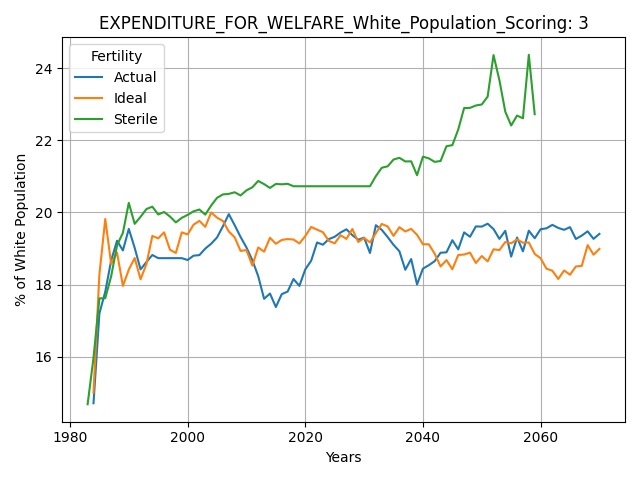 EXPENDITURE_FOR_WELFARE_White_Population_Scoring: 3
Fertility
Actual
Ideal
Sterile
% of White Population
24
22
20
18
16
1980
2000
2020
2040
2060
Years